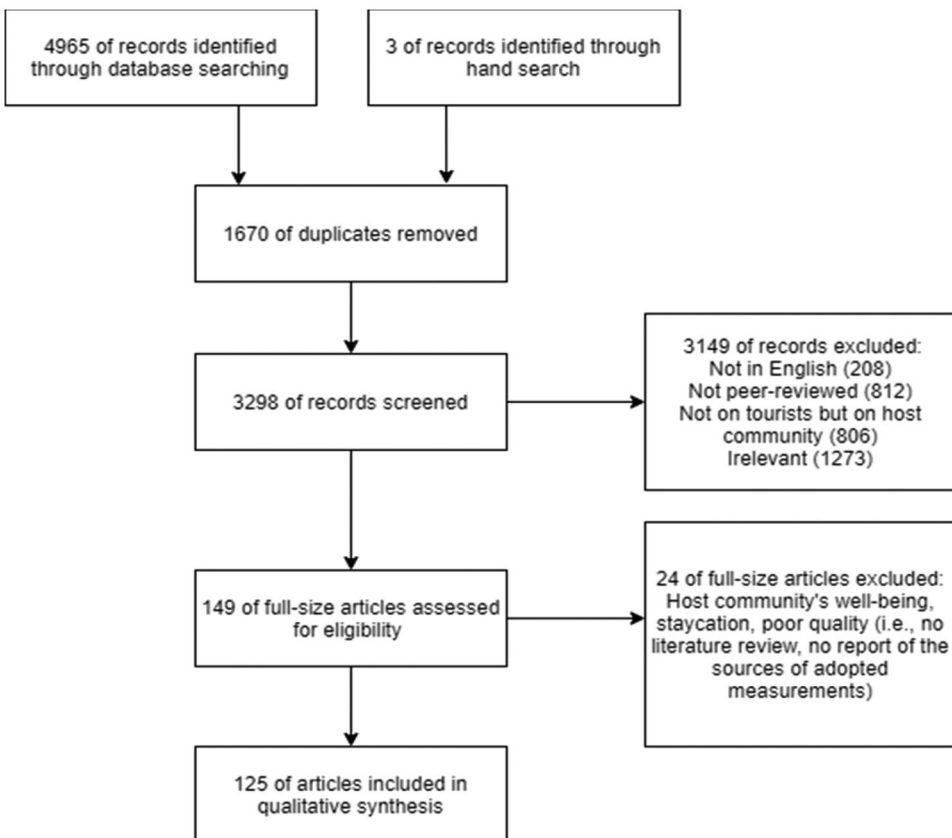 4965 of records identified
through database searching
3 of records identified through
hand search
1670 of duplicates removed
3298 of records screened
3149 of records excluded:
Not in English (208)
Not peer-reviewed (812)
Not on tourists but on host
community (806)
Irelevant (1273)
149 of full-size articles assessed
for eligibility
24 of full-size articles excluded:
Host community's well-being,
staycation, poor quality (i.e., no
literature review, no report of the
sources of adopted
measurements)
125 of articles included in
qualitative synthesis